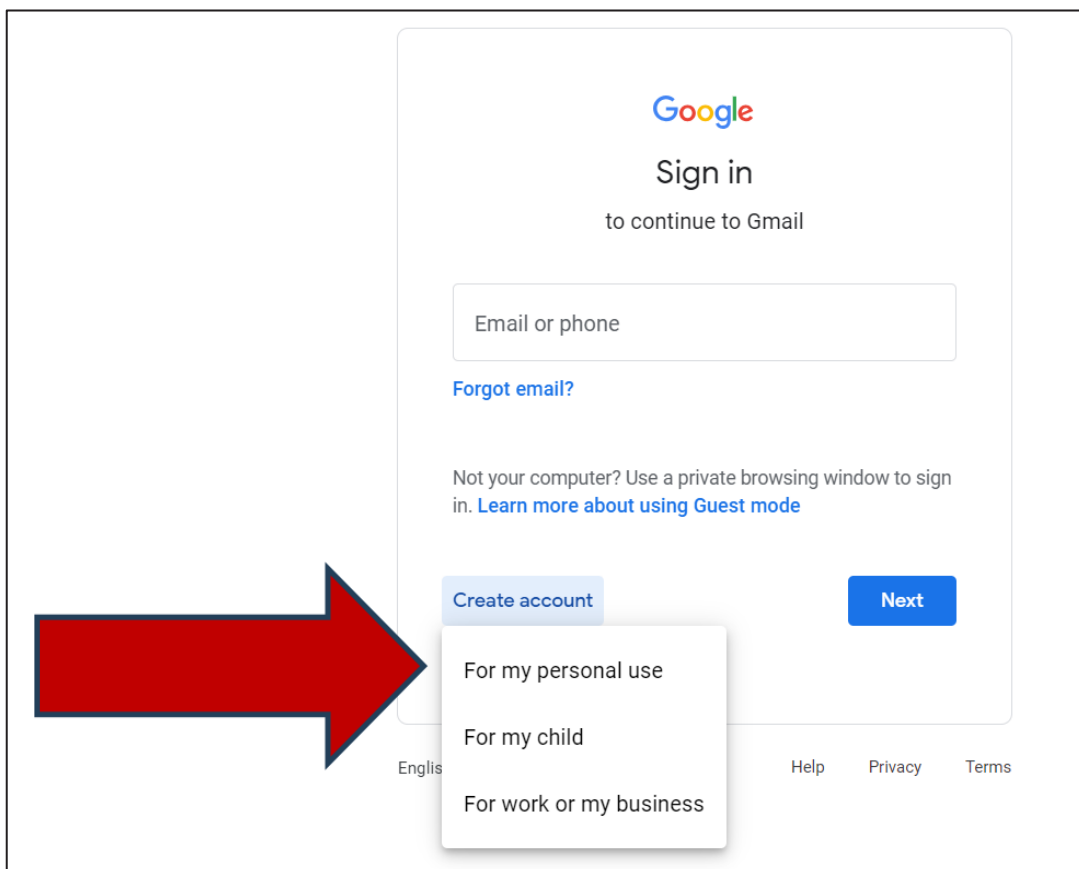 Google
Sign in
to continue to Gmail
Email or phone
Forgot email?
Not your computer? Use a private browsing window to sign
in. Learn more about using Guest mode
Create account
Next
For my personal use
For my child
Englis
Help
Privacy
Terms
For work or my business